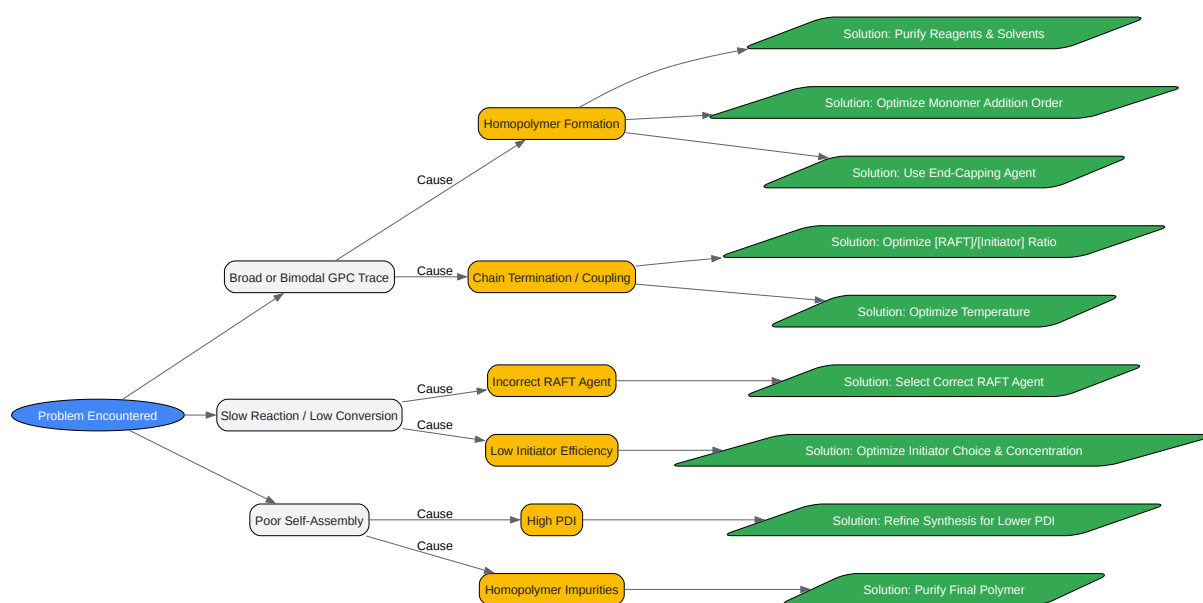 Solution: Purify Reagents & Solvents
Solution: Optimize Monomer Addition Order
Homopolymer Formation
Solution: Use End-Capping Agent
Cause
Solution: Optimize [RAFT]/[Initiator] Ratio
Broad or Bimodal GPC Trace
Cause
Chain Termination / Coupling
Solution: Optimize Temperature
Incorrect RAFT Agent
Solution: Select Correct RAFT Agent
Cause
Problem Encountered
Slow Reaction / Low Conversion
Cause
Low Initiator Efficiency
Solution: Optimize Initiator Choice & Concentration
Poor Self-Assembly
Cause
High PDI
Solution: Refine Synthesis for Lower PDI
Cause
Homopolymer Impurities
Solution: Purify Final Polymer